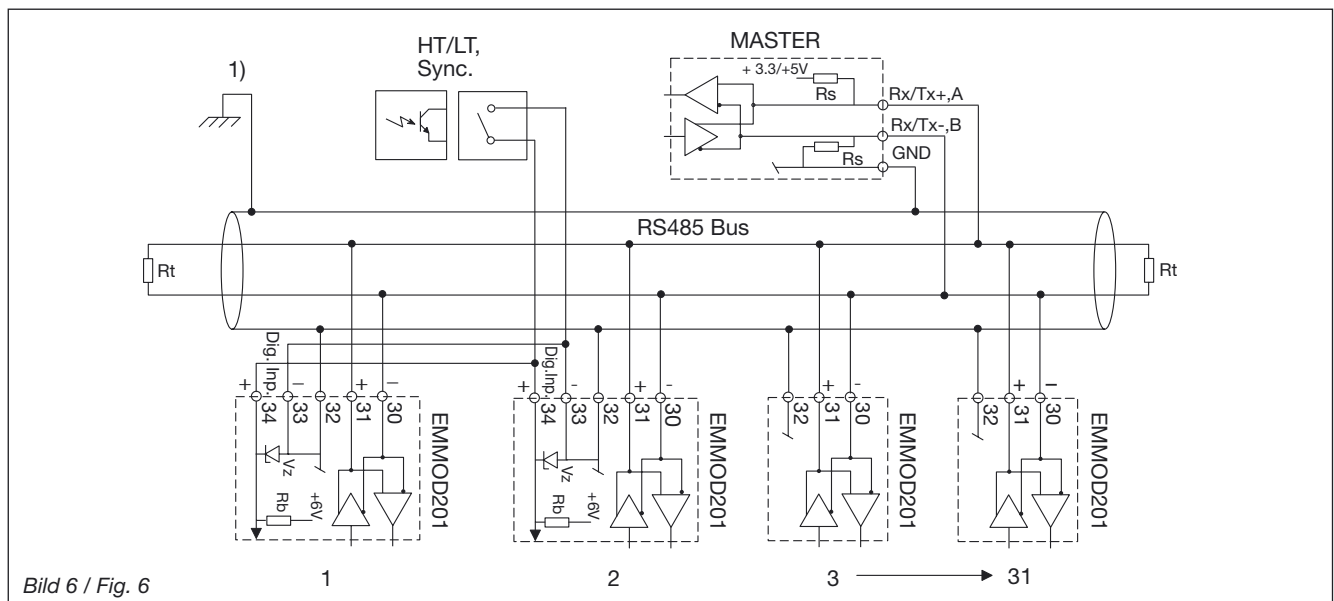 1)
HT/LT,
Sync.
MASTER
+ 3.3/+5V
Rs
Rx/Tx+,A
Rx/Tx-,B
Rs
GND
RS485 Bus
Rt
Rt
Dig. Inp.
+
–
+
–
34
33
32
31
30
Vz
Rb
+6V
EMMOD201
Dig.Inp.
+
-
+
-
34
33
32
31
30
Vz
Rb
+6V
EMMOD201
+
-
32
31
30
EMMOD201
+
–
32
31
30
EMMOD201
1
2
3
31
Bild 6 / Fig. 6